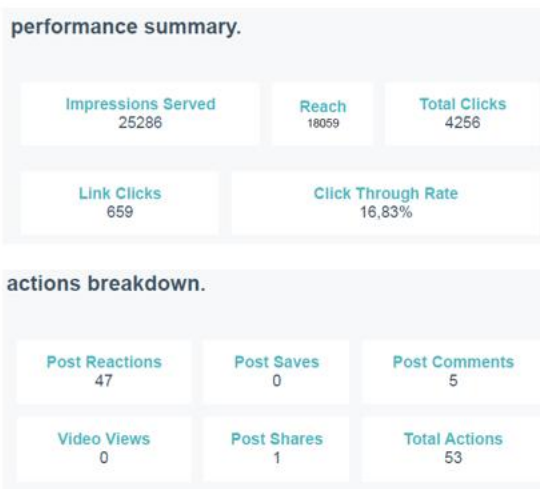 performance summary.
Impressions Served
25286
Reach
18059
Total Clicks
4256
Link Clicks
659
Click Through Rate
16,83%
actions breakdown.
Post Reactions
47
Post Saves
0
Post Comments
5
Video Views
0
Post Shares
1
Total Actions
53